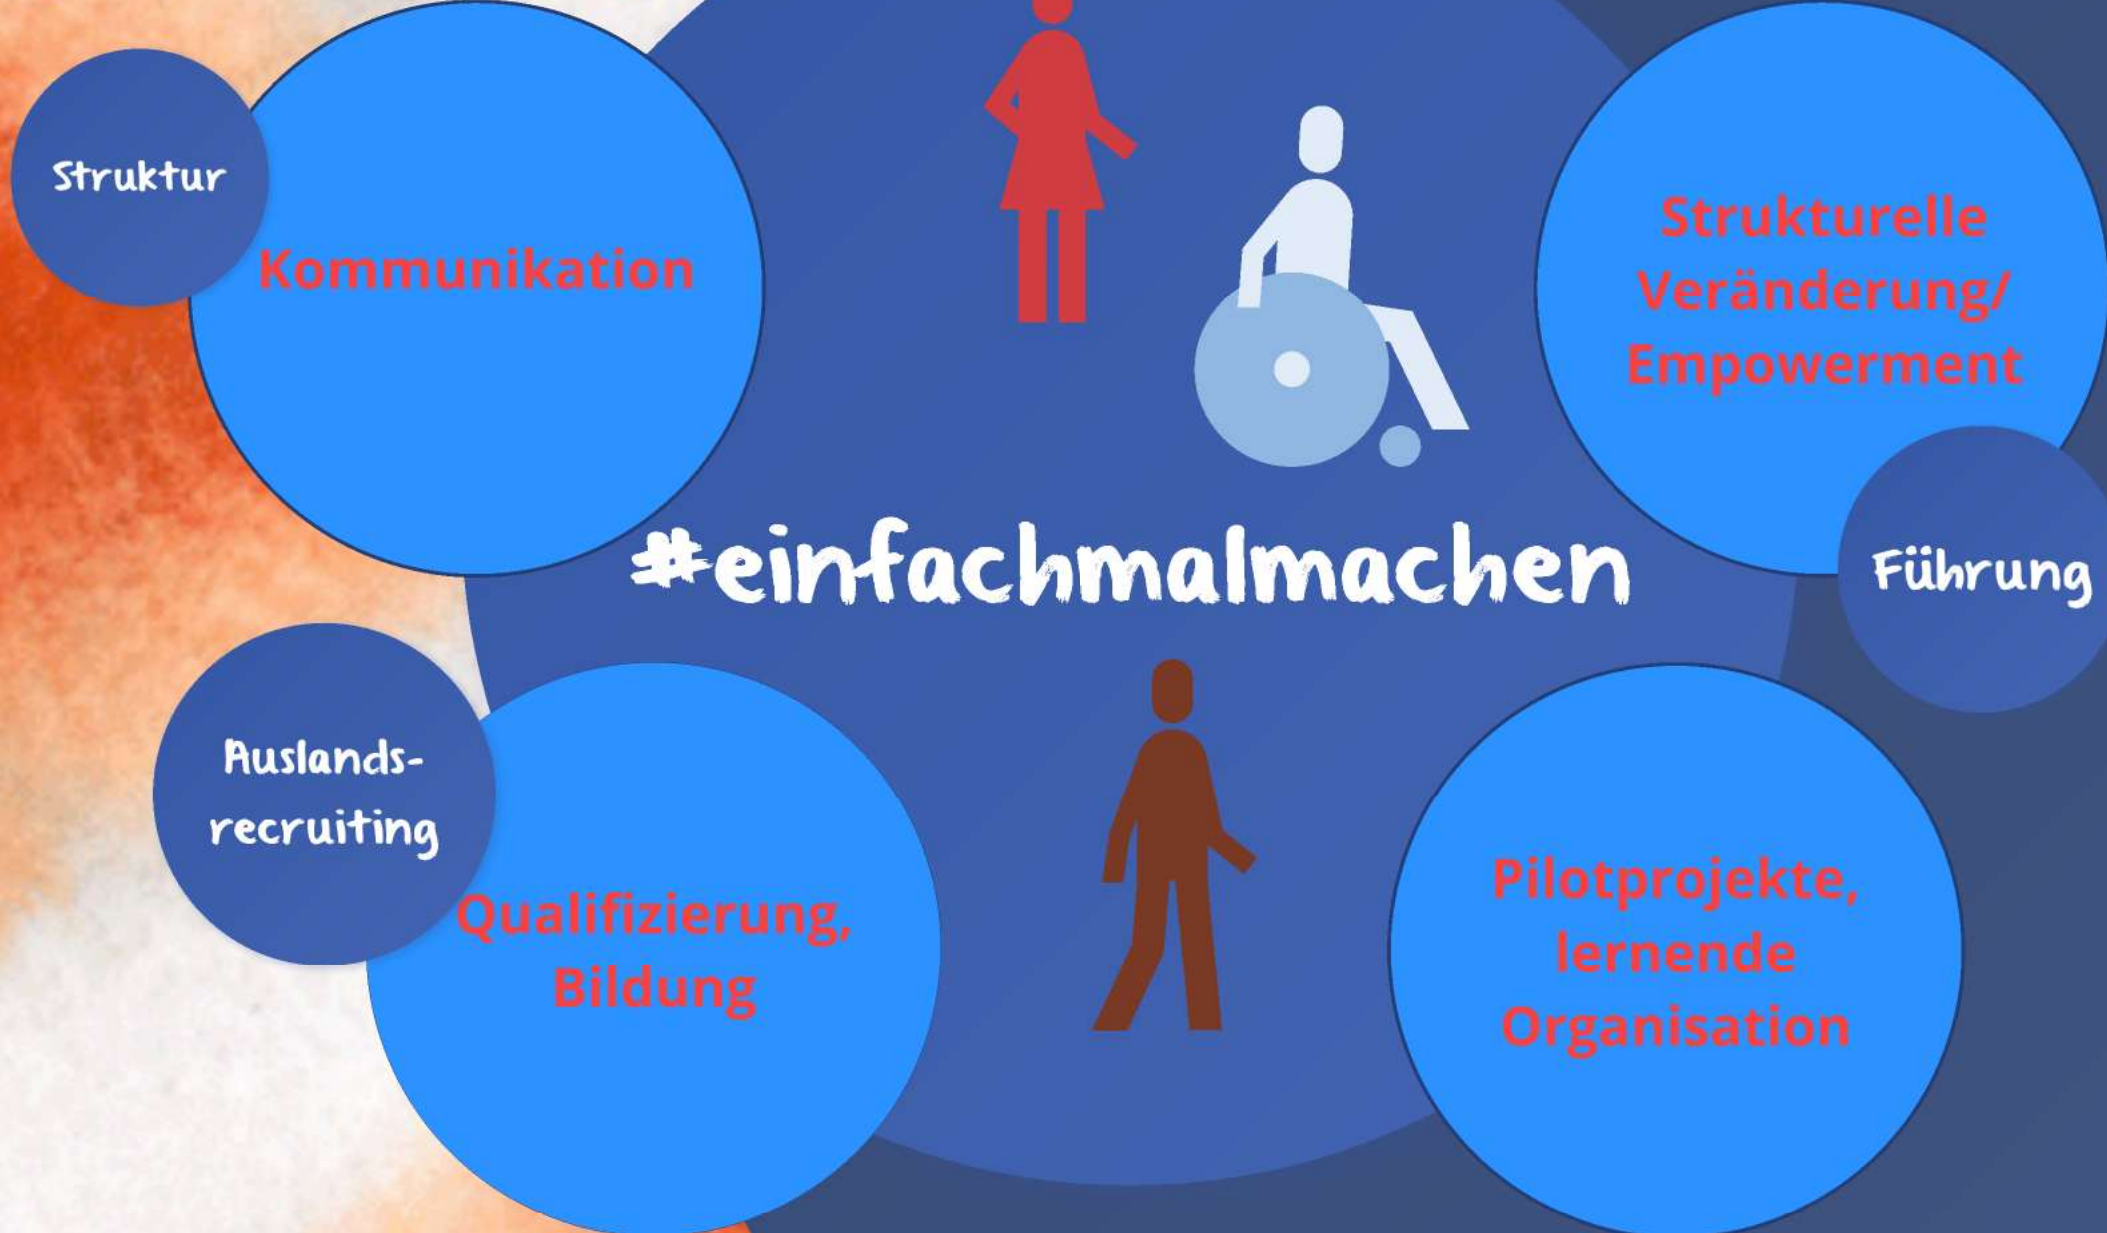 Struktur
Kommunikation
Strukturelle
Veränderung/
Empowerment
#einfachmalmachen
Führung
Auslands-
recruiting
Qualifizierung,
Bildung
Pilotprojekte,
lernende
Organisation